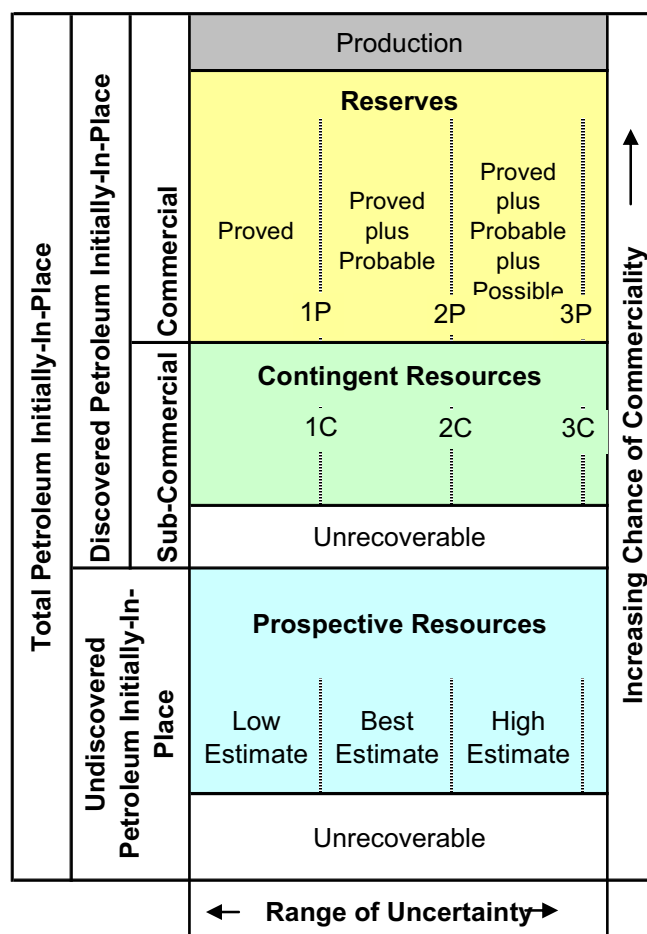 Total Petroleum Initially-In-Place
Discovered Petroleum Initially-In-Place
Undiscovered
Petroleum Initially-In-
Place
Commercial
Sub-Commercial
Production
Reserves
Proved
Proved
plus
Probable
Proved
plus
Probable
plus
Possible
1P 2P 3P
Contingent Resources
1C 2C 3C
Unrecoverable
Prospective Resources
Low
Estimate
Best
Estimate
High
Estimate
Unrecoverable
Range of Uncertainty
Increasing Chance of Commerciality